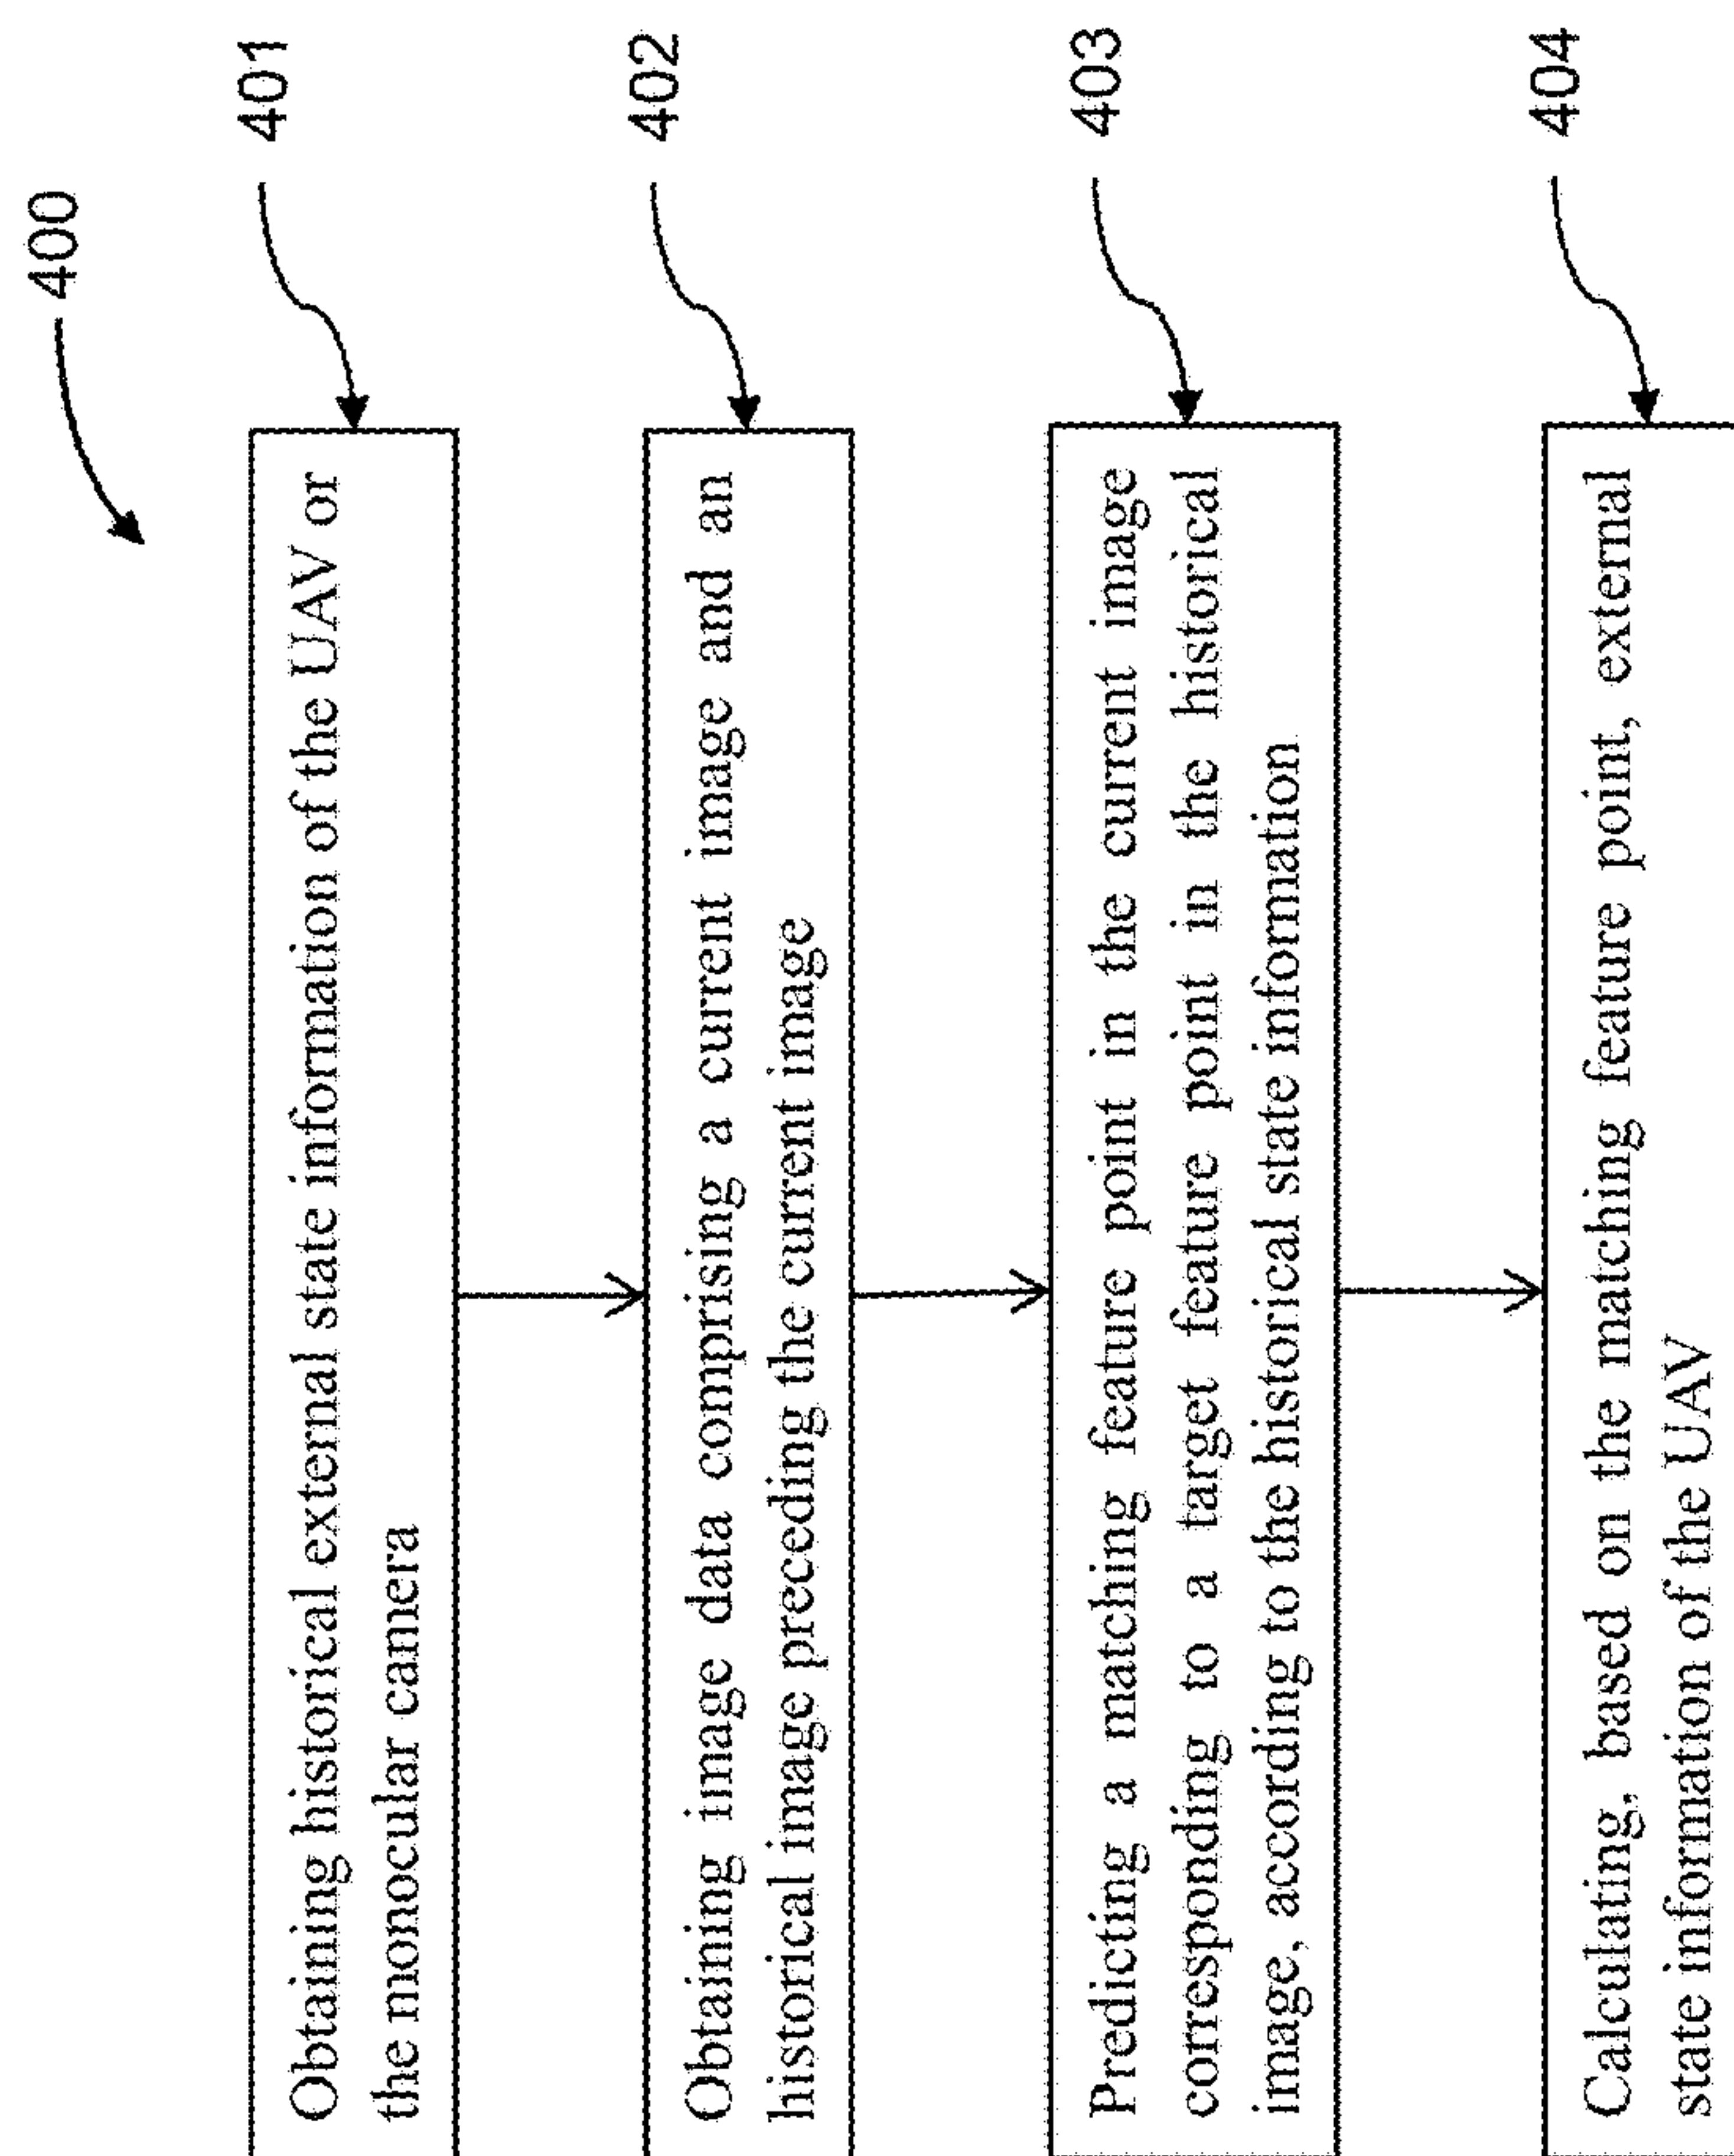 400
Obtaining historical external state information of the UAV or
the monocular camera
401
Obtaining image data comprising a current image and an
historical image preceding the current image
402
Predicting a matching feature point in the current image
corresponding to a target feature point in the historical
image, according to the historical state information
403
Calculating, based on the matching feature point, external
state information of the UAV
404